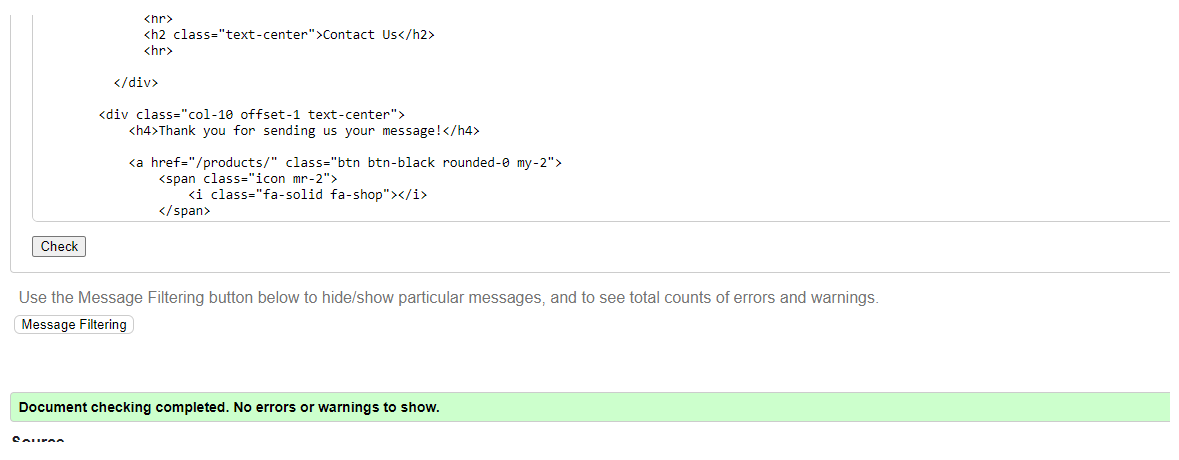 <hr>
<h2 class="text-center">Contact Us</h2>
<hr>
</div>
<div class="col-10 offset-1 text-center">
<h4>Thank you for sending us your message!</h4>
<a href="/products/" class="btn btn-black rounded-0 my-2">
<span class="icon mr-2">
<i class="fa-solid fa-shop"></i>
</span>
Check
Use the Message Filtering button below to hide/show particular messages, and to see total counts of errors and warnings.
Message Filtering
Document checking completed. No errors or warnings to show.
Source